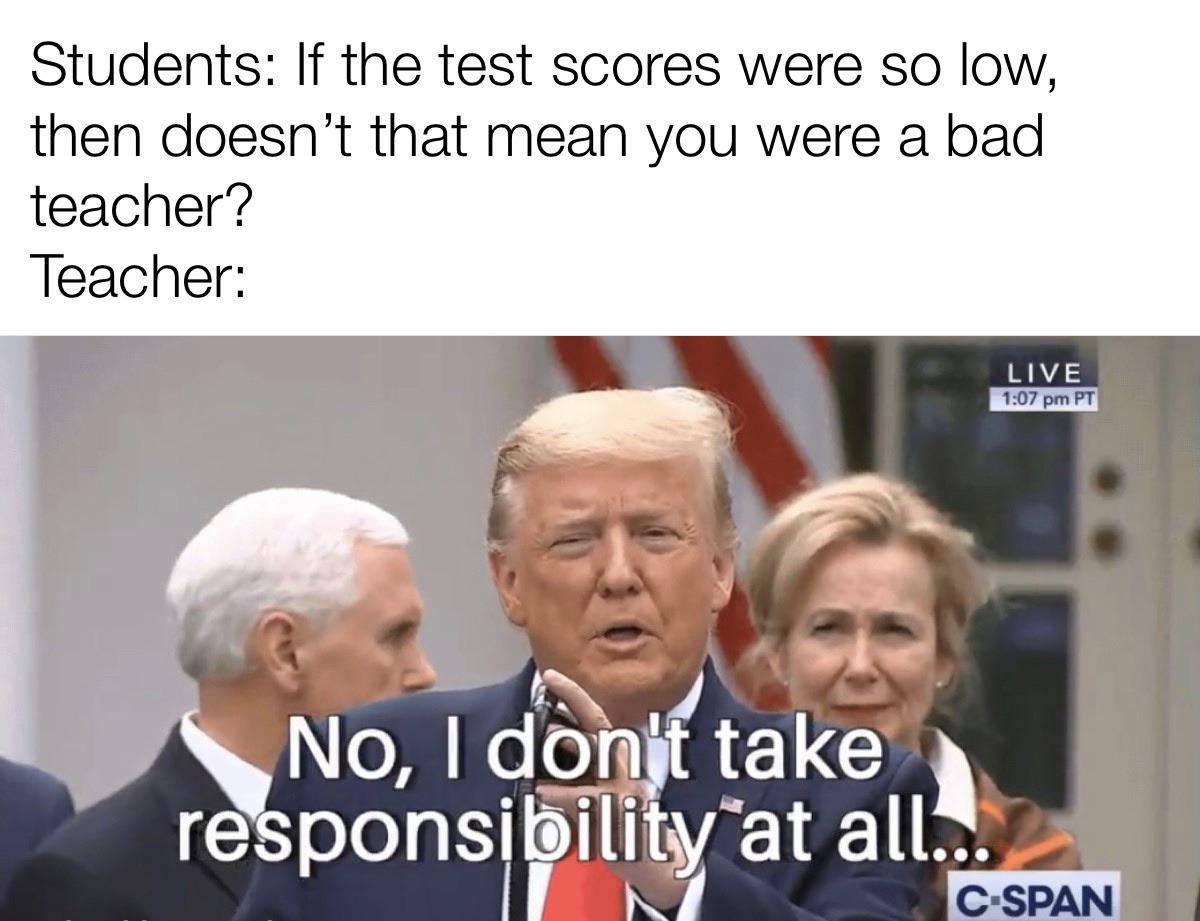 Students: If the test scores were so low,
then doesn’t that mean you were a bad
teacher?
Teacher:
LIVE
1:07 pm PT
No, I don't take
responsibility at all...
C-SPAN